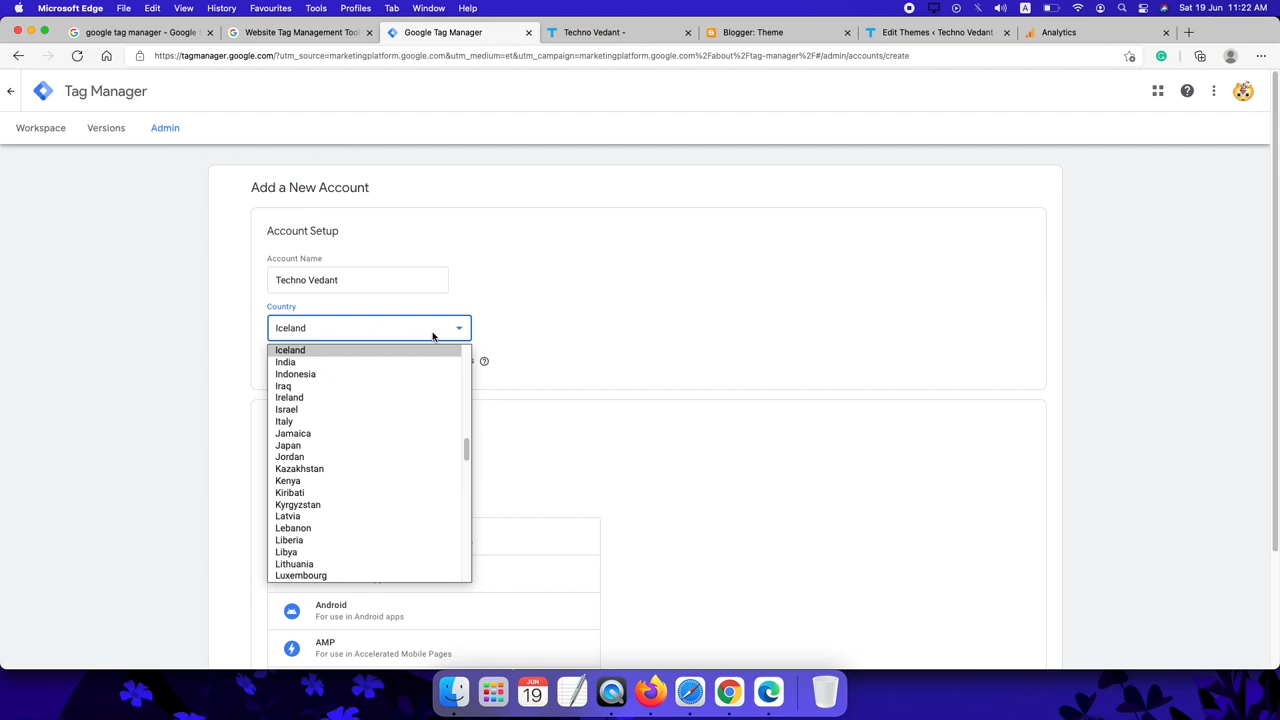 Microsoft Edge File Edit View History Favourites Tools Profiles Tab Window Help A Sat 19 Jun 11:22 AM
google tag manager - Google Website Tag Management Tool Google Tag Manager Techno Vedant - Blogger: Theme Edit Themes ‹ Techno Vedant Analytics
https://tagmanager.google.com/?utm_source=marketingplatform.google.com&utm_medium=et&utm_campaign=marketingplatform.google.com%2Fabout%2Ftag-manager%2F#/admin/accounts/create
Tag Manager
Workspace Versions Admin
Add a New Account
Account Setup
Account Name
Techno Vedant
Country
Iceland
Iceland
India
Indonesia
Iraq
Ireland
Israel
Italy
Jamaica
Japan
Jordan
Kazakhstan
Kenya
Kiribati
Kyrgyzstan
Latvia
Lebanon
Liberia
Libya
Lithuania
Luxembourg
Android
For use in Android apps
AMP
For use in Accelerated Mobile Pages
JUN
19